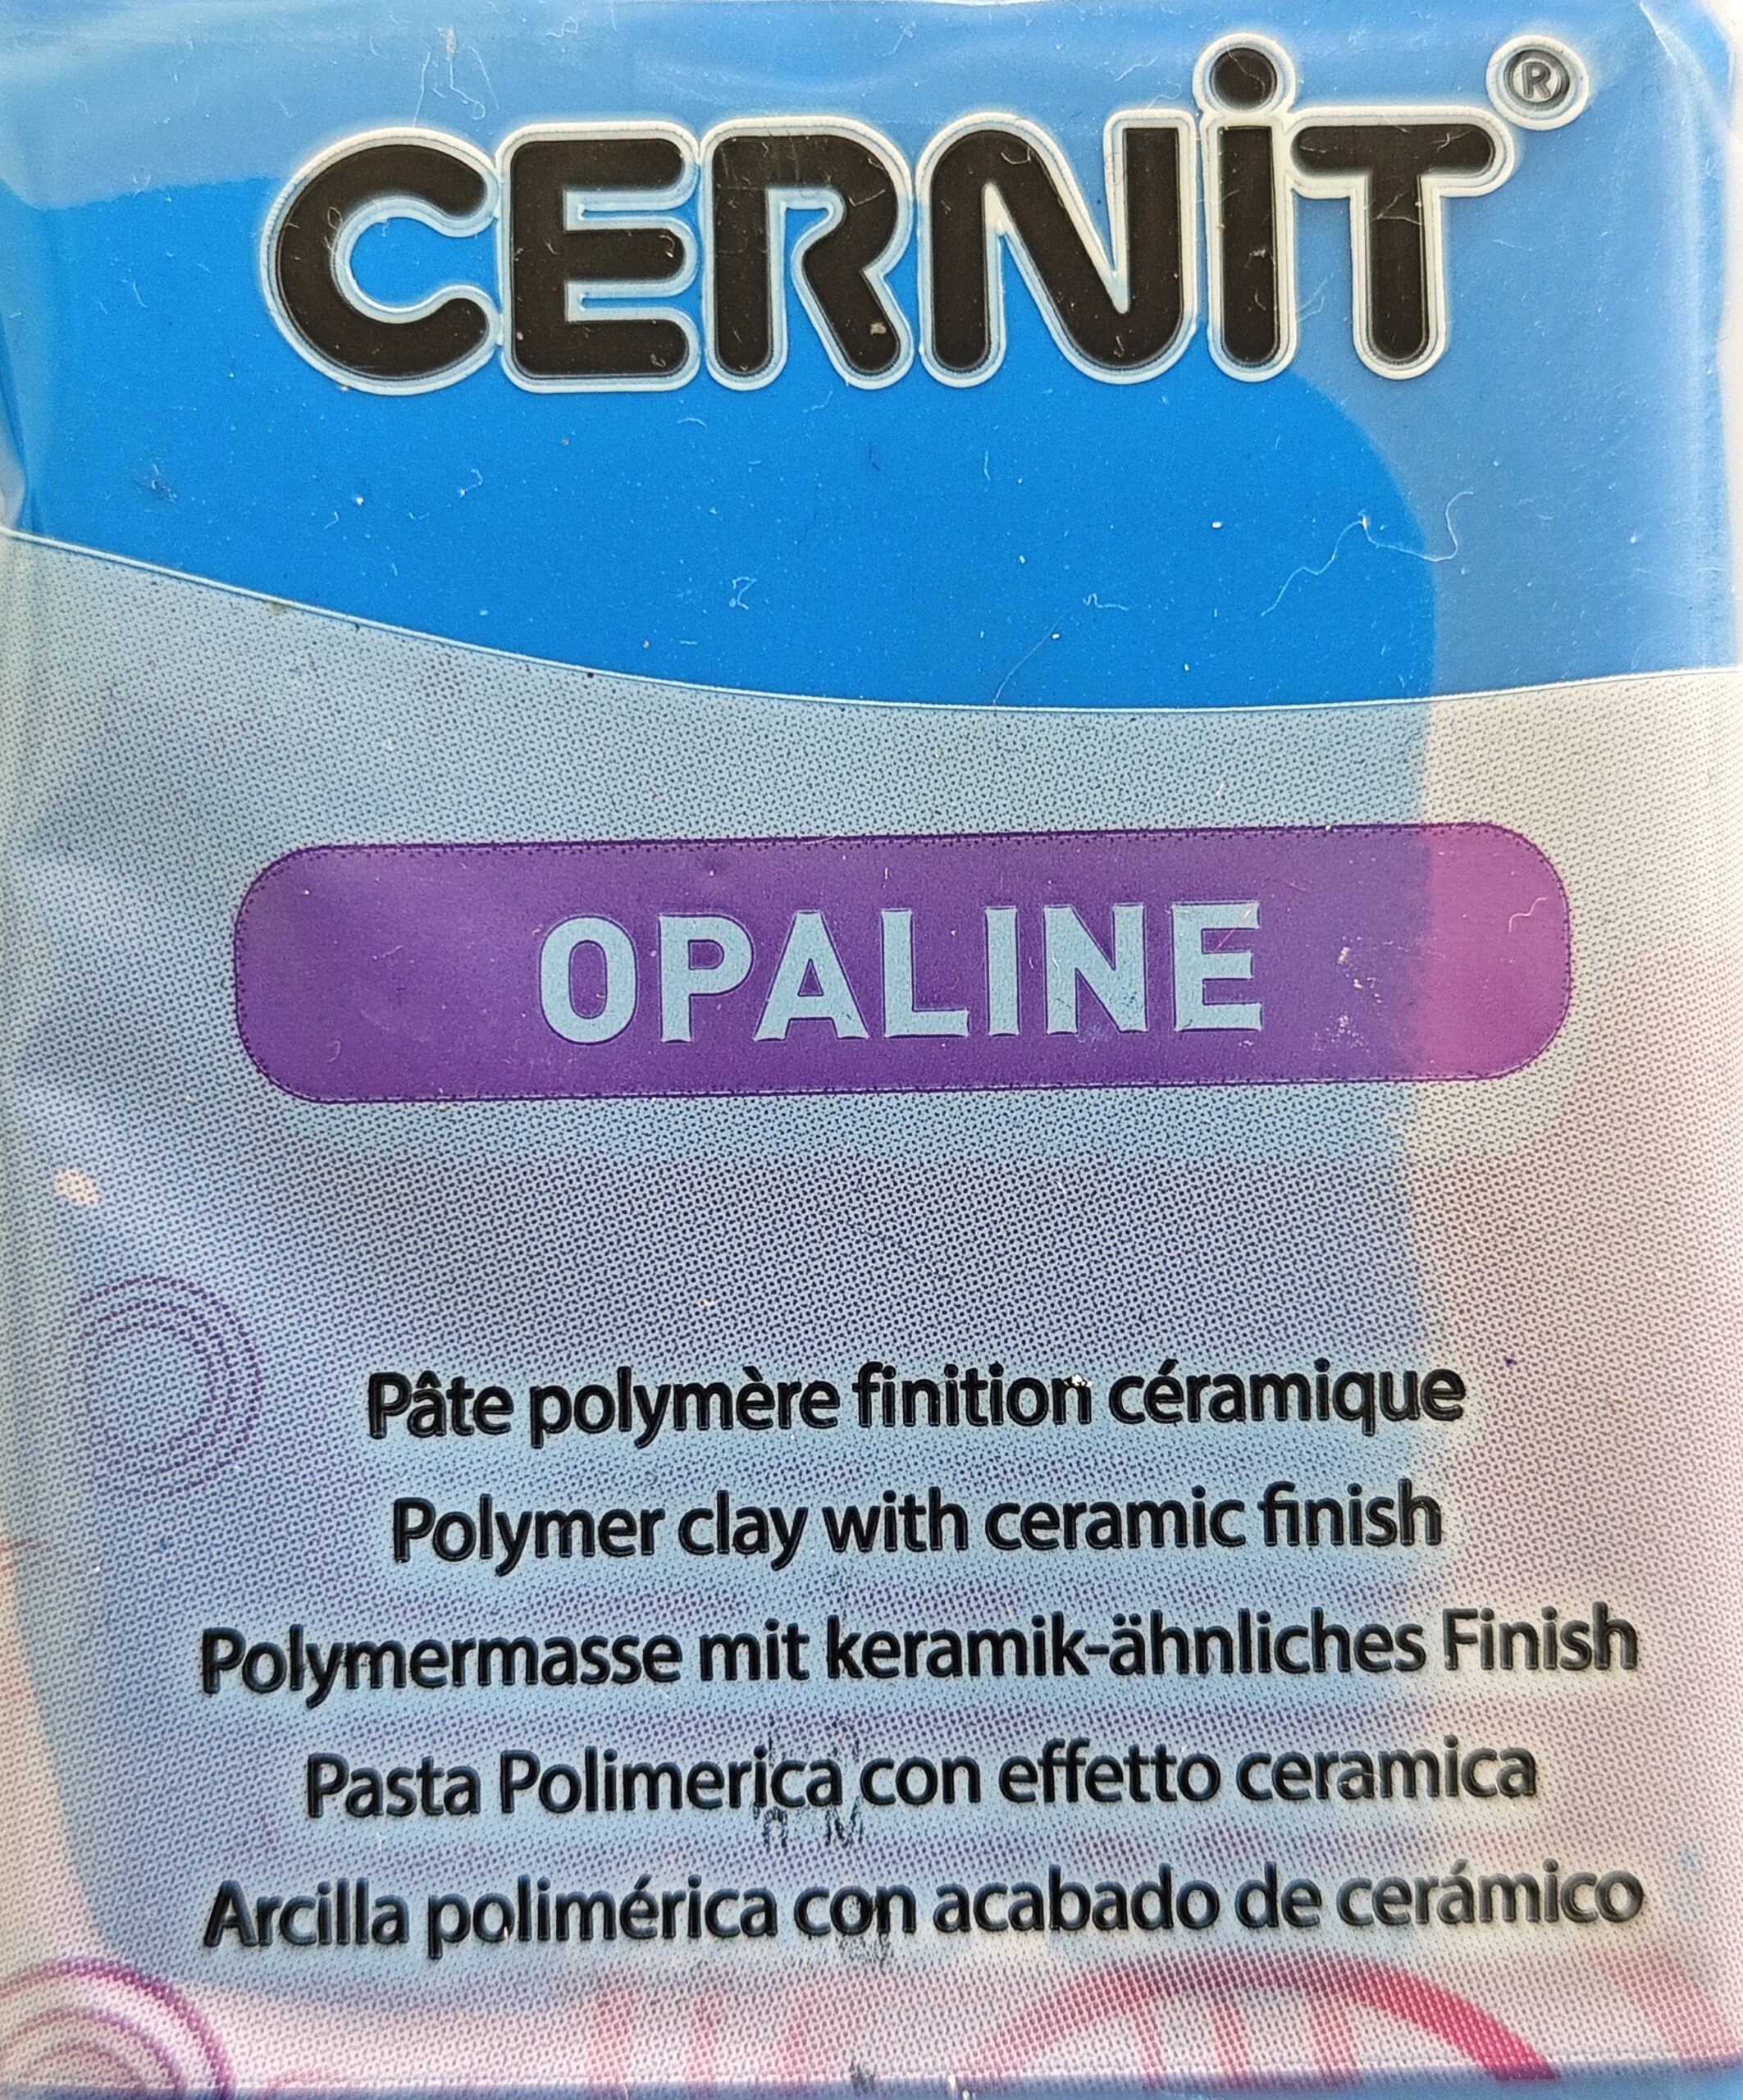 CERNiT®
OPALINE
Pâte polymère finition céramique
Polymer clay with ceramic finish
Polymermasse mit keramik-ähnliches Finish
Pasta Polimerica con effetto ceramica
Arcilla polimérica con acabado de cerámico